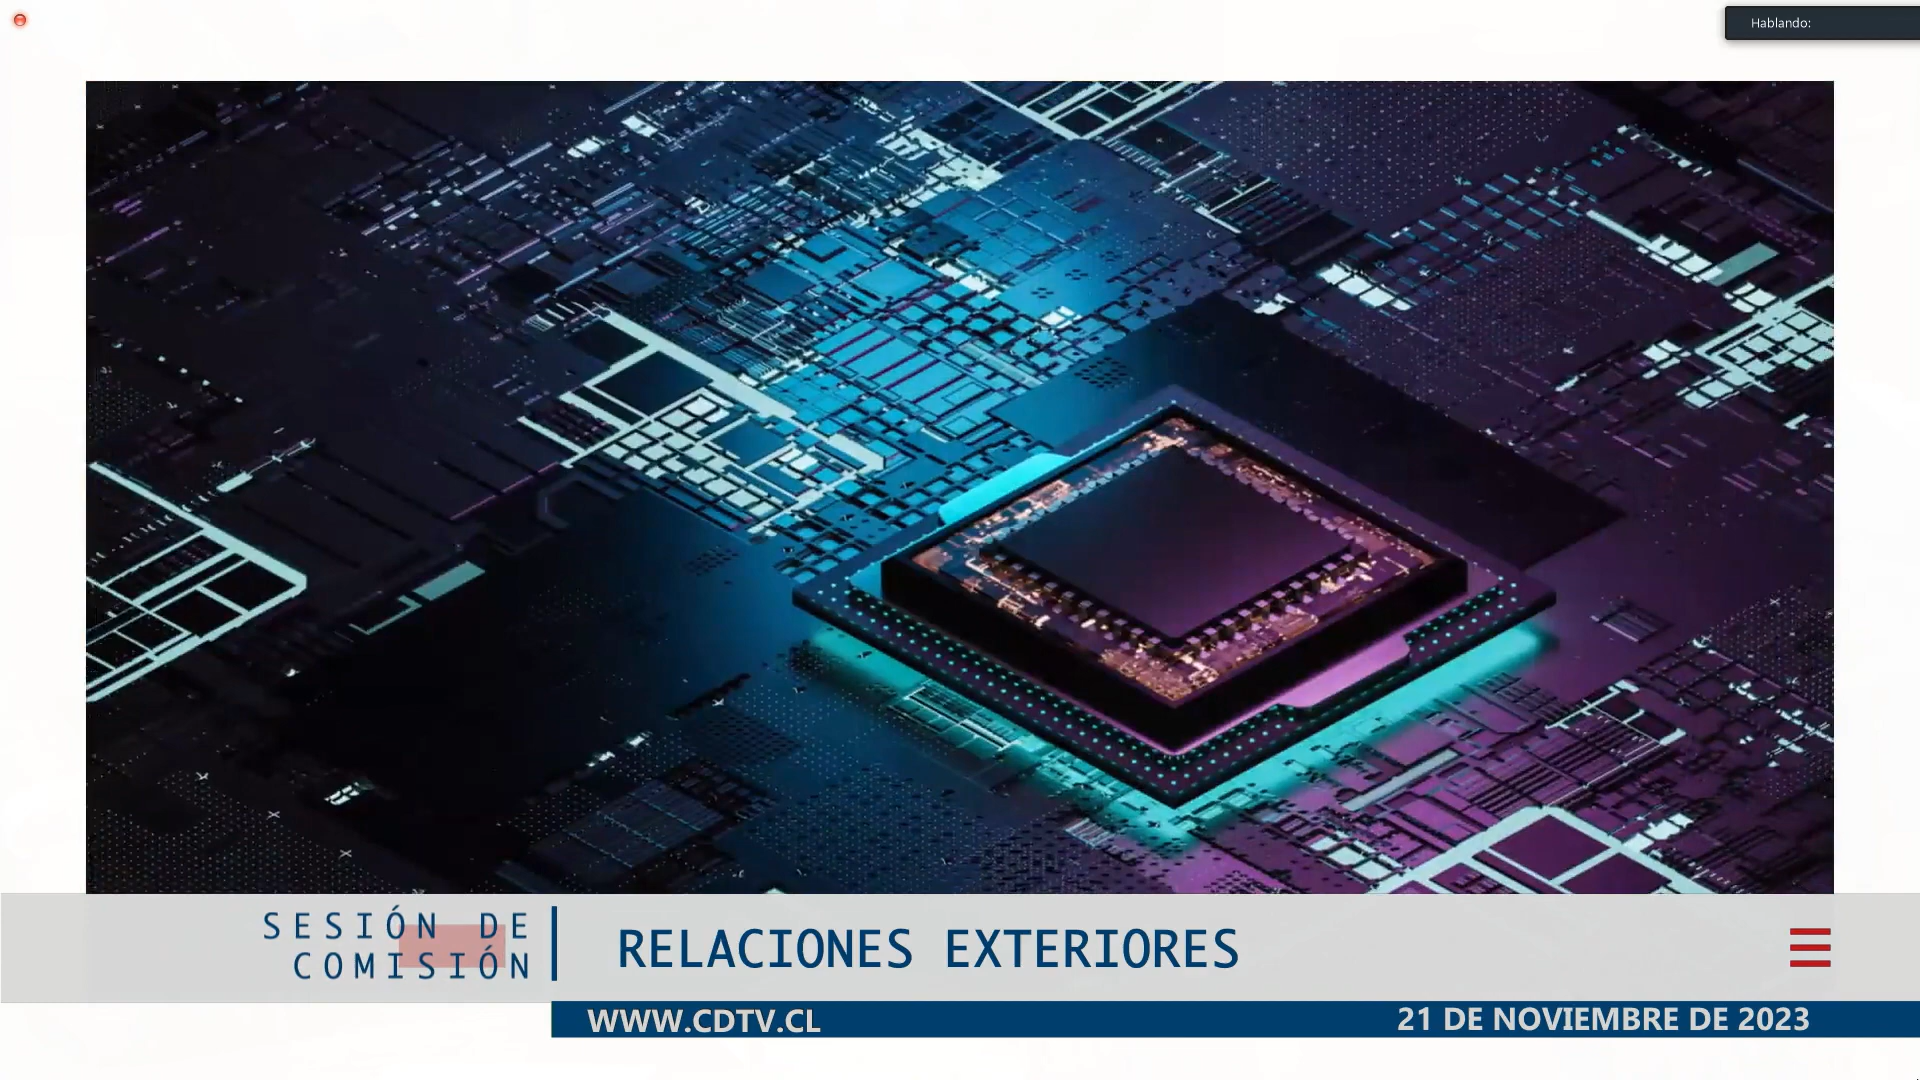 Hablando:
SESIÓN DE
COMISIÓN
RELACIONES EXTERIORES
WWW.CDTV.CL
21 DE NOVIEMBRE DE 2023